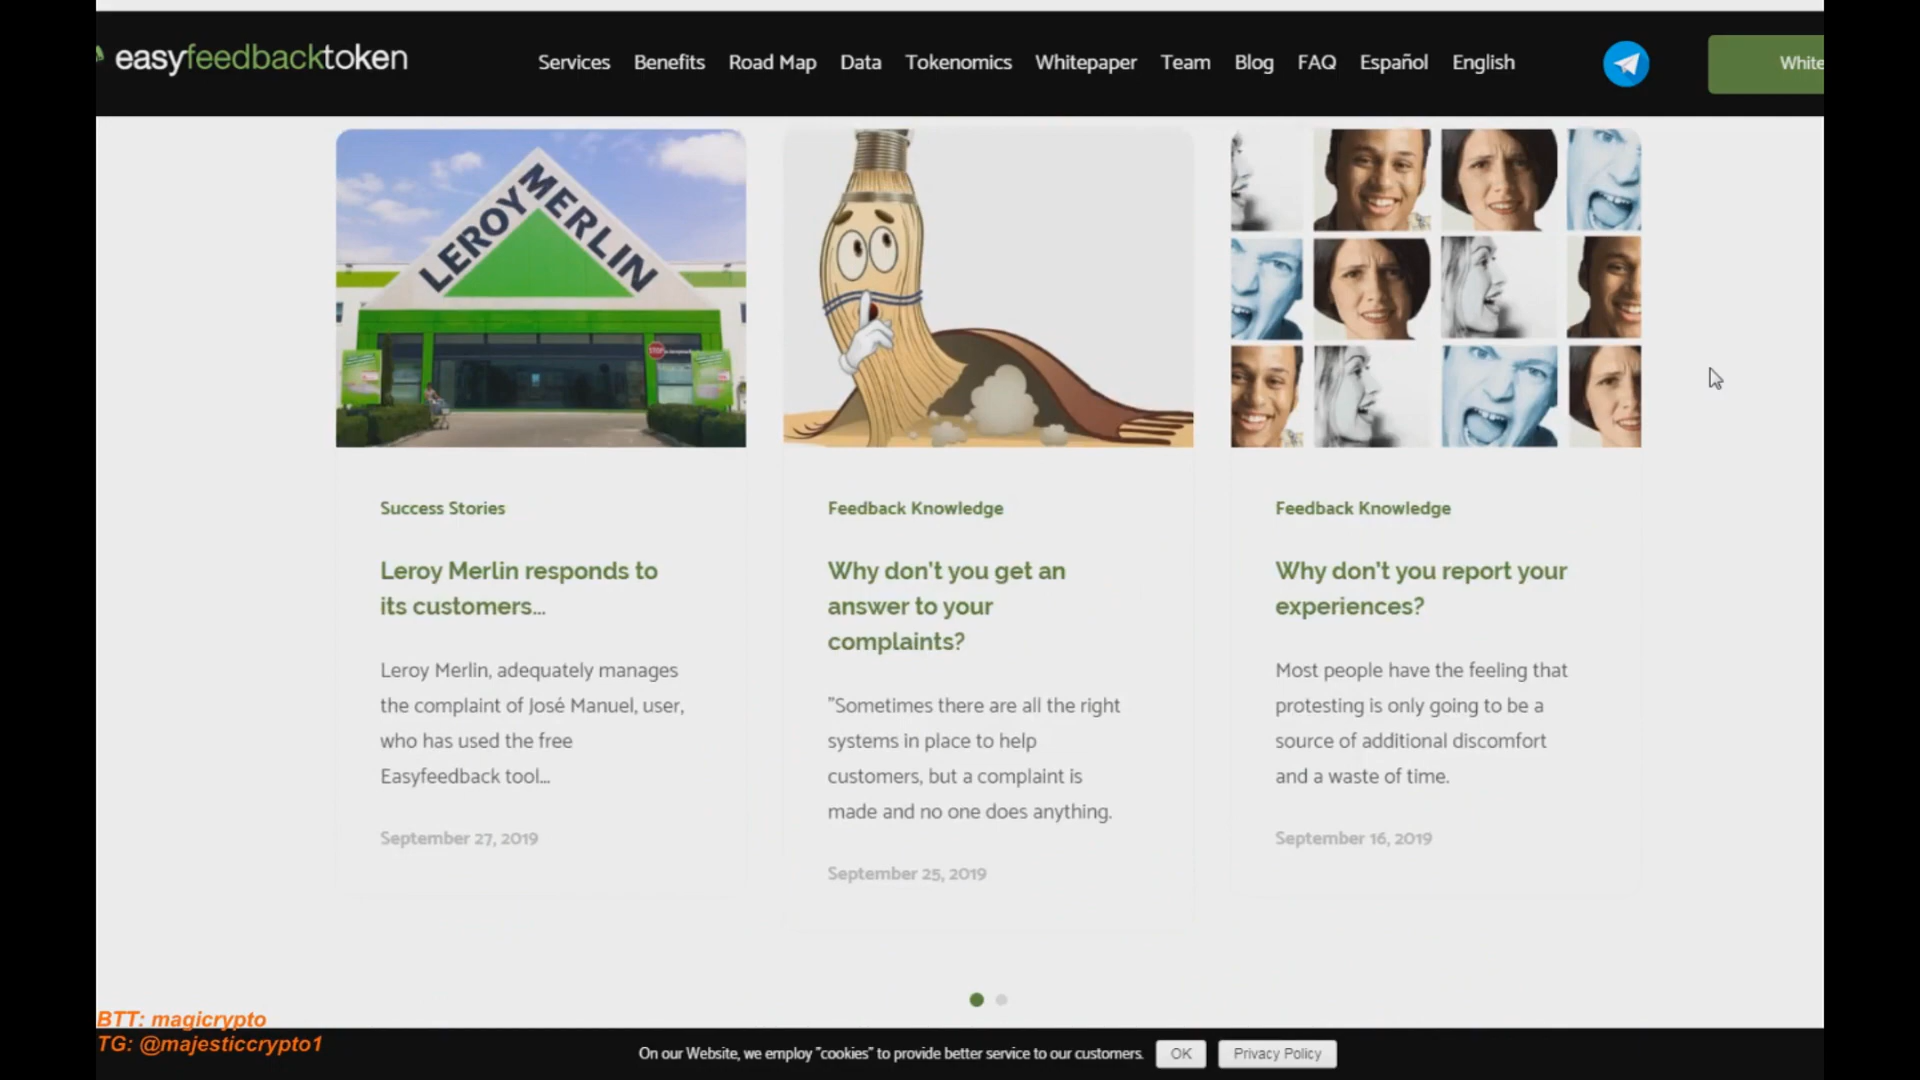 easyfeedbacktoken
Services Benefits Road Map Data Tokenomics Whitepaper Team Blog FAQ Español English
White
LEROY MERLIN
STOP
Success Stories
Leroy Merlin responds to
its customers...
Leroy Merlin, adequately manages
the complaint of José Manuel, user,
who has used the free
Easyfeedback tool...
September 27, 2019
Feedback Knowledge
Why don't you get an
answer to your
complaints?
"Sometimes there are all the right
systems in place to help
customers, but a complaint is
made and no one does anything.
September 25, 2019
Feedback Knowledge
Why don't you report your
experiences?
Most people have the feeling that
protesting is only going to be a
source of additional discomfort
and a waste of time.
September 16, 2019
BTT: magicrypto
TG: @majesticcrypto1
On our Website, we employ "cookies" to provide better service to our customers. OK Privacy Policy